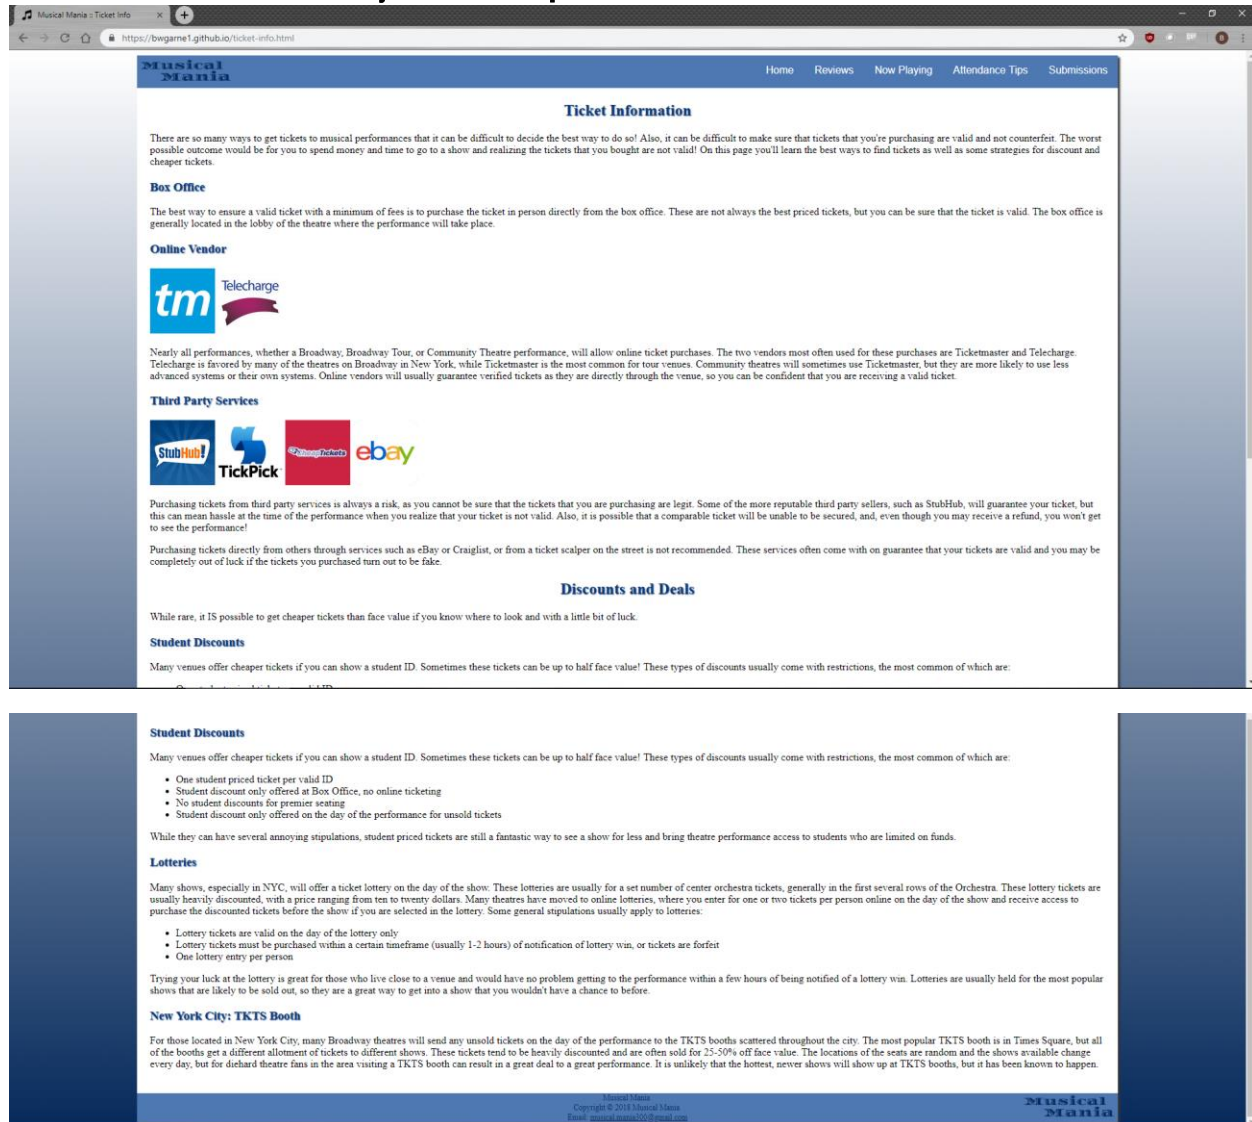 Musical Mania :: Ticket Info
https://bwgarne1.github.io/ticket-info.html
Musical
Mania
Home Reviews Now Playing Attendance Tips Submissions
Ticket Information
There are so many ways to get tickets to musical performances that it can be difficult to decide the best way to do so! Also, it can be difficult to make sure that tickets that you're purchasing are valid and not counterfeit. The worst
possible outcome would be for you to spend money and time to go to a show and realizing the tickets that you bought are not valid! On this page you'll learn the best ways to find tickets as well as some strategies for discount and
cheaper tickets.
Box Office
The best way to ensure a valid ticket with a minimum of fees is to purchase the ticket in person directly from the box office. These are not always the best priced tickets, but you can be sure that the ticket is valid. The box office is
generally located in the lobby of the theatre where the performance will take place.
Online Vendor
tm Telecharge
Nearly all performances, whether a Broadway, Broadway Tour, or Community Theatre performance, will allow online ticket purchases. The two vendors most often used for these purchases are Ticketmaster and Telecharge.
Telecharge is favored by many of the theatres on Broadway in New York, while Ticketmaster is the most common for tour venues. Community theatres will sometimes use Ticketmaster, but they are more likely to use less
advanced systems or their own systems. Online vendors will usually guarantee verified tickets as they are directly through the venue, so you can be confident that you are receiving a valid ticket.
Third Party Services
StubHub! TickPick CheapTickets ebay
Purchasing tickets from third party services is always a risk, as you cannot be sure that the tickets that you are purchasing are legit. Some of the more reputable third party sellers, such as StubHub, will guarantee your ticket, but
this can mean hassle at the time of the performance when you realize that your ticket is not valid. Also, it is possible that a comparable ticket will be unable to be secured, and, even though you may receive a refund, you won't get
to see the performance!
Purchasing tickets directly from others through services such as eBay or Craiglist, or from a ticket scalper on the street is not recommended. These services often come with on guarantee that your tickets are valid and you may be
completely out of luck if the tickets you purchased turn out to be fake.
Discounts and Deals
While rare, it IS possible to get cheaper tickets than face value if you know where to look and with a little bit of luck.
Student Discounts
Many venues offer cheaper tickets if you can show a student ID. Sometimes these tickets can be up to half face value! These types of discounts usually come with restrictions, the most common of which are:
Student Discounts
Many venues offer cheaper tickets if you can show a student ID. Sometimes these tickets can be up to half face value! These types of discounts usually come with restrictions, the most common of which are:
• One student priced ticket per valid ID
• Student discount only offered at Box Office, no online ticketing
• No student discounts for premier seating
• Student discount only offered on the day of the performance for unsold tickets
While they can have several annoying stipulations, student priced tickets are still a fantastic way to see a show for less and bring theatre performance access to students who are limited on funds.
Lotteries
Many shows, especially in NYC, will offer a ticket lottery on the day of the show. These lotteries are usually for a set number of center orchestra tickets, generally in the first several rows of the Orchestra. These lottery tickets are
usually heavily discounted, with a price ranging from ten to twenty dollars. Many theatres have moved to online lotteries, where you enter for one or two tickets per person online on the day of the show and receive access to
purchase the discounted tickets before the show if you are selected in the lottery. Some general stipulations usually apply to lotteries:
• Lottery tickets are valid on the day of the lottery only
• Lottery tickets must be purchased within a certain timeframe (usually 1-2 hours) of notification of lottery win, or tickets are forfeit
• One lottery entry per person
Trying your luck at the lottery is great for those who live close to a venue and would have no problem getting to the performance within a few hours of being notified of a lottery win. Lotteries are usually held for the most popular
shows that are likely to be sold out, so they are a great way to get into a show that you wouldn't have a chance to before.
New York City: TKTS Booth
For those located in New York City, many Broadway theatres will send any unsold tickets on the day of the performance to the TKTS booths scattered throughout the city. The most popular TKTS booth is in Times Square, but all
of the booths get a different allotment of tickets to different shows. These tickets tend to be heavily discounted and are often sold for 25-50% off face value. The locations of the seats are random and the shows available change
every day, but for diehard theatre fans in the area visiting a TKTS booth can result in a great deal to a great performance. It is unlikely that the hottest, newer shows will show up at TKTS booths, but it has been known to happen.
Musical Mania
Copyright © 2018 Musical Mania
Email: musical.mania100@gmail.com
Musical
Mania